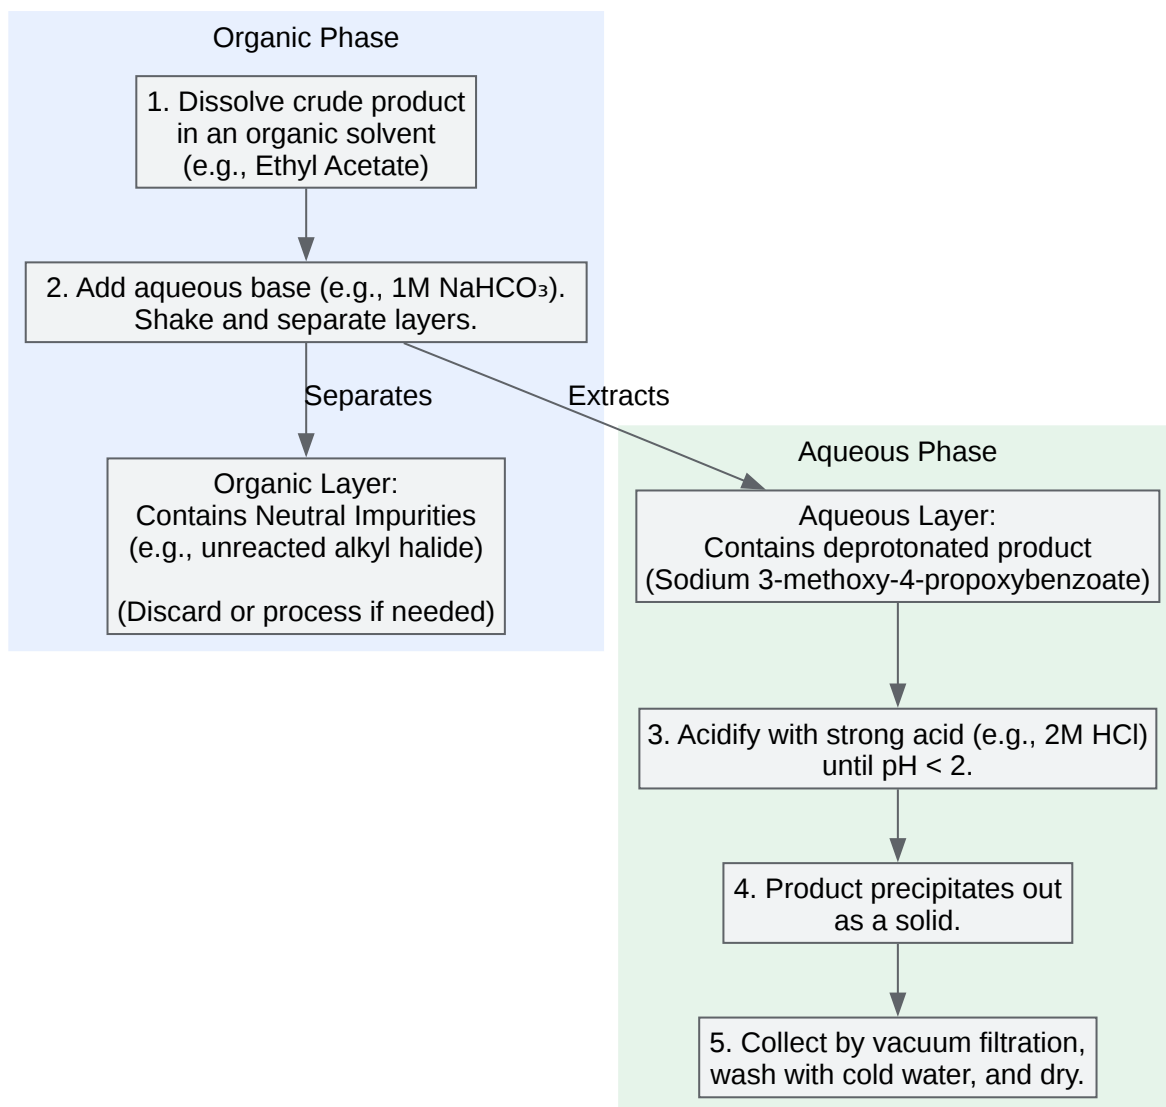 Organic Phase
1. Dissolve crude product
in an organic solvent
(e.g., Ethyl Acetate)
2. Add aqueous base (e.g., 1M NaHCO₃).
Shake and separate layers.
Separates
Extracts
Organic Layer:
Contains Neutral Impurities
(e.g., unreacted alkyl halide)
(Discard or process if needed)
Aqueous Phase
Aqueous Layer:
Contains deprotonated product
(Sodium 3-methoxy-4-propoxybenzoate)
3. Acidify with strong acid (e.g., 2M HCl)
until pH < 2.
4. Product precipitates out
as a solid.
5. Collect by vacuum filtration,
wash with cold water, and dry.